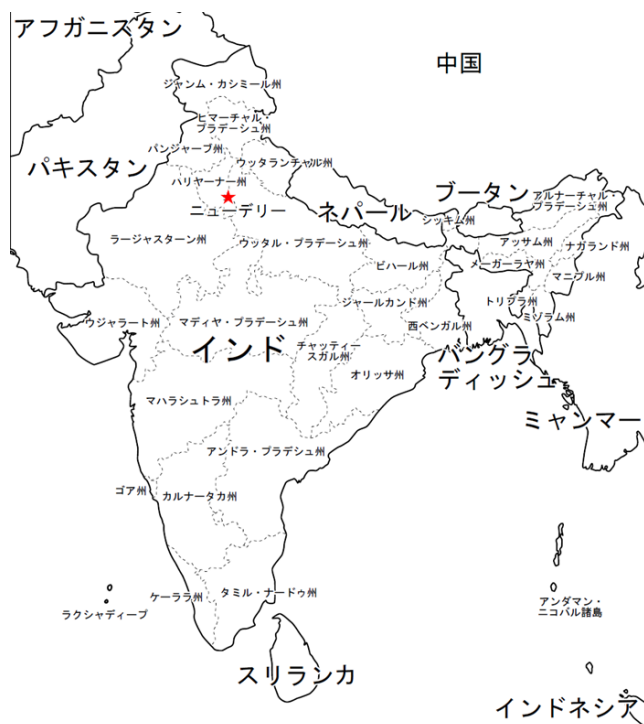 アフガニスタン
中国
ジャンム・カシミール州
ヒマーチャル・
プラデーシュ州
パンジャーブ州
ウッタランチャル州
パキスタン
ハリヤーナー州
ニューデリー
ネパール
ブータン
アルナーチャル・
プラデーシュ州
シッキム州
ラージャスターン州
ウッタル・プラデーシュ州
アッサム州
ナガランド州
ビハール州
メーガーラヤ州
マニプル州
ジャールカンド州
トリプラ州
ミゾラム州
ウジャラート州
マディヤ・プラデーシュ州
西ベンガル州
インド
チャッティー
スガル州
バングラ
ディッシュ
オリッサ州
マハラシュトラ州
ミャンマー
アンドラ・プラデシュ州
ゴア州
カルナータカ州
ケーララ州
タミル・ナードゥ州
ラクシャディープ
アンダマン・
ニコバル諸島
スリランカ
インドネシア